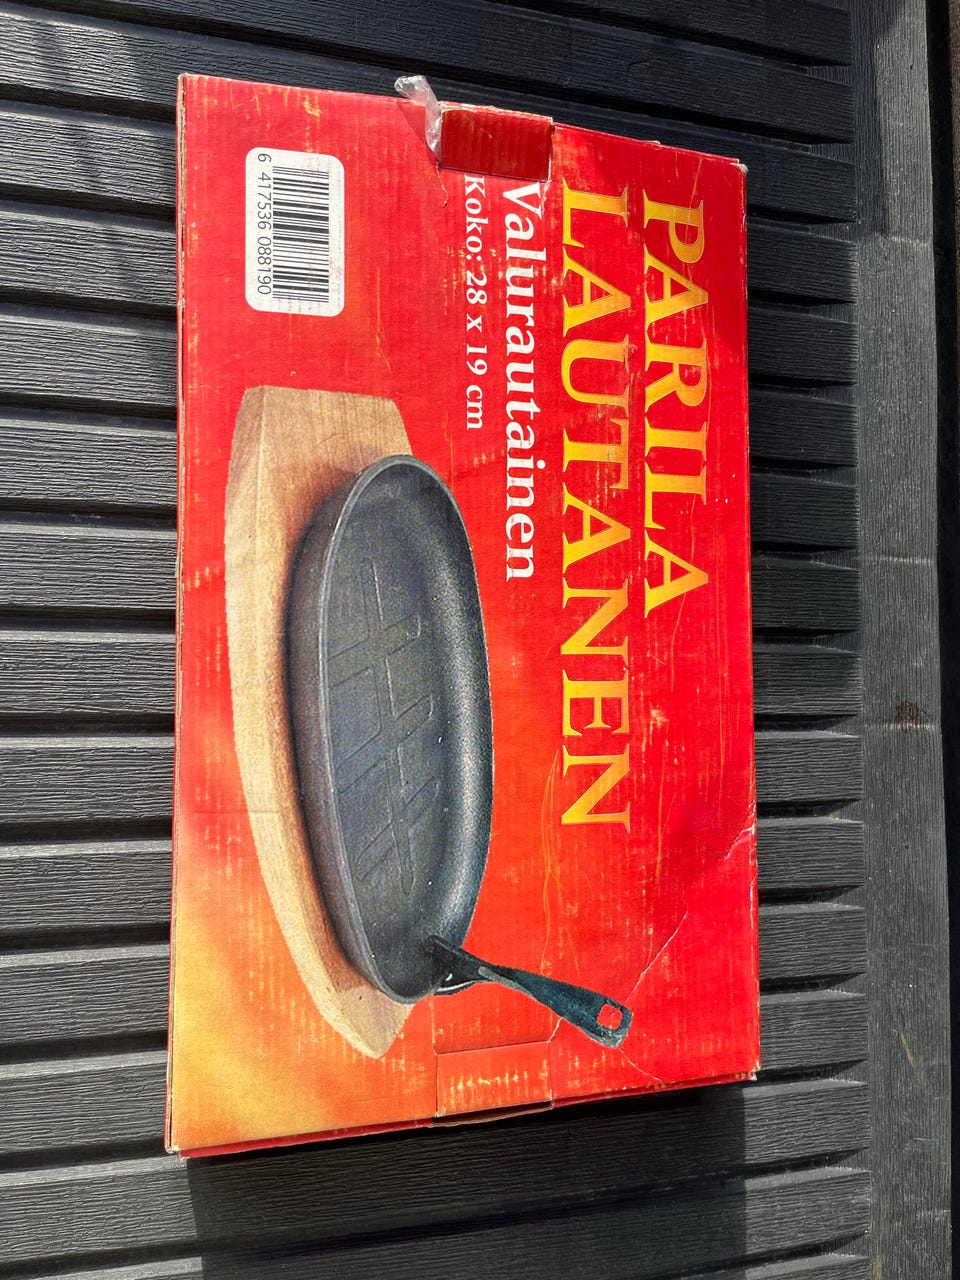 PARILA
LAUTANEN
Valurautainen
Koko: 28 x 19 cm
6 417536 088190